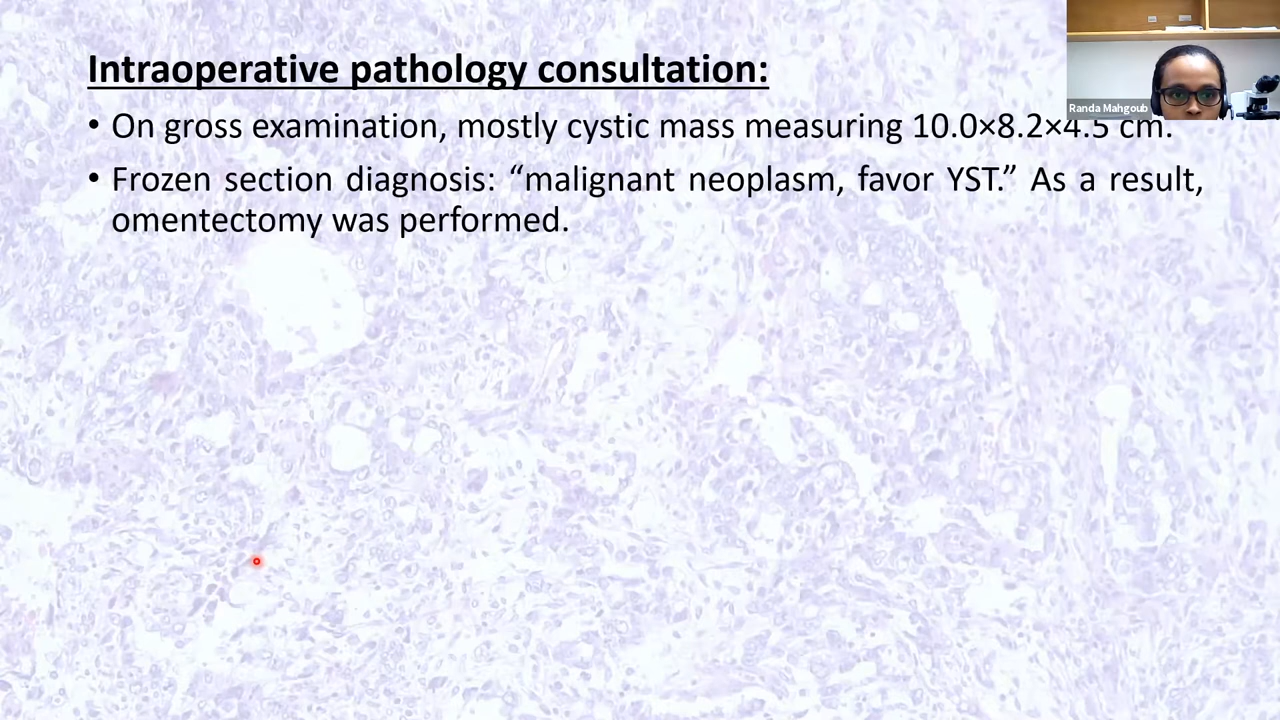 Intraoperative pathology consultation:
Randa Mahgoub
• On gross examination, mostly cystic mass measuring 10.0×8.2×4.5 cm.
• Frozen section diagnosis: “malignant neoplasm, favor YST.” As a result,
omentectomy was performed.